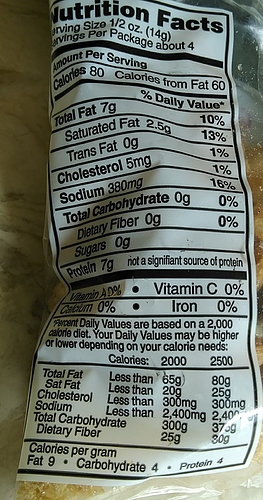 Nutrition Facts
Serving Size 1/2 oz. (14g)
Servings Per Package about 4
Amount Per Serving
Calories 80 Calories from Fat 60
% Daily Value*
Total Fat 7g 10%
Saturated Fat 2.5g 13%
Trans Fat 0g 1%
Cholesterol 5mg 1%
Sodium 380mg 16%
Total Carbohydrate 0g 0%
Dietary Fiber 0g 0%
Sugars 0g
Protein 7g not a signifiant source of protein
Vitamin A 0% • Vitamin C 0%
Calcium 0% • Iron 0%
*Percent Daily Values are based on a 2,000
calorie diet. Your Daily Values may be higher
or lower depending on your calorie needs:
Calories: 2000 2500
Total Fat Less than 65g 80g
Sat Fat Less than 20g 25g
Cholesterol Less than 300mg 300mg
Sodium Less than 2,400mg 2,400
Total Carbohydrate 300g 375g
Dietary Fiber 25g 30g
Calories per gram
Fat 9 • Carbohydrate 4 • Protein 4